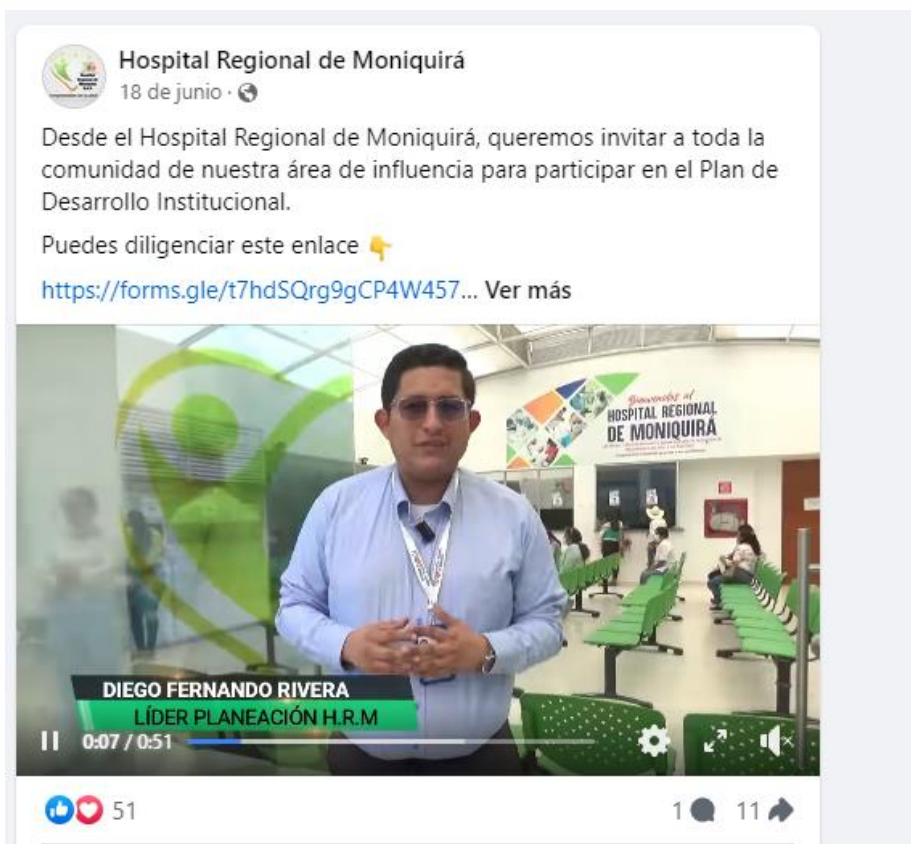 Hospital Regional de Moniquirá
18 de junio ·
Desde el Hospital Regional de Moniquirá, queremos invitar a toda la
comunidad de nuestra área de influencia para participar en el Plan de
Desarrollo Institucional.
Puedes diligenciar este enlace 👇
https://forms.gle/t7hdSQrg9gCP4W457... Ver más
Bienvenidos al
HOSPITAL REGIONAL
DE MONIQUIRÁ
DIEGO FERNANDO RIVERA
LÍDER PLANEACIÓN H.R.M
0:07 / 0:51
51
1
11